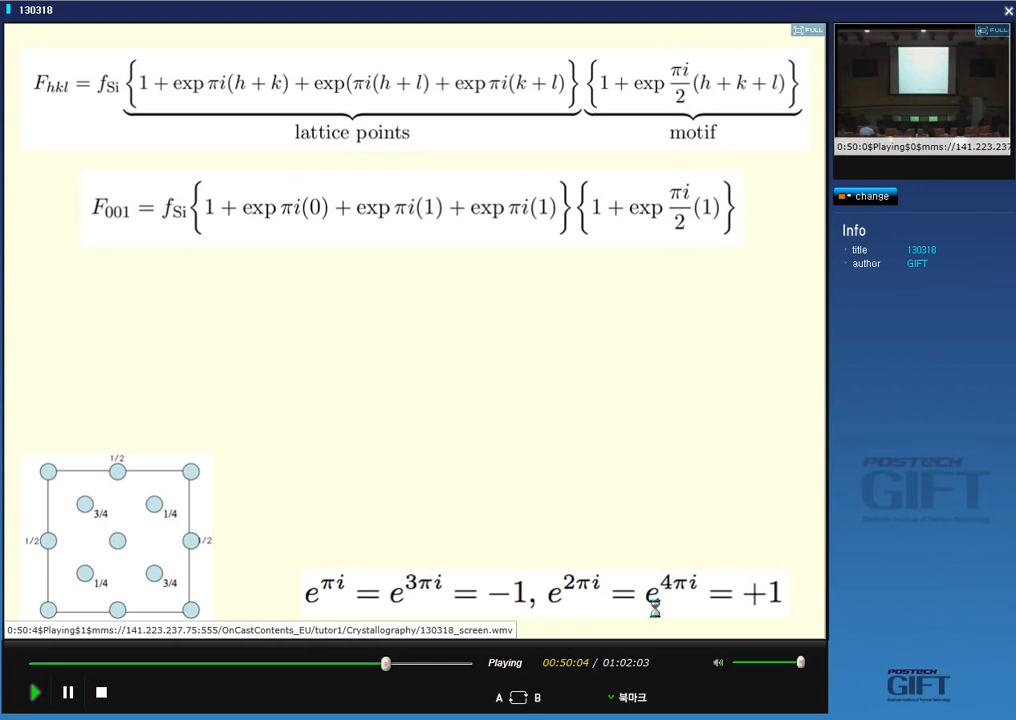 130318
FULL
F_{hkl} = f_{Si} {1 + exp πi(h + k) + exp(πi(h + l) + exp πi(k + l)} {1 + exp πi/2 (h + k + l)}
lattice points motif
F_{001} = f_{Si} {1 + exp πi(0) + exp πi(1) + exp πi(1)} {1 + exp πi/2 (1)}
1/2
3/4 1/4
1/2 1/2
1/4 3/4
e^{πi} = e^{3πi} = −1, e^{2πi} = e^{4πi} = +1
0:50:4$Playing$1$mms://141.223.237.75:555/OnCastContents_EU/tutor1/Crystallography/130318_screen.wmv
Playing 00:50:04 / 01:02:03
A B 북마크
FULL
0:50:0$Playing$0$mms://141.223.237
change
Info
title 130318
author GIFT
POSTECH
GIFT
POSTECH
GIFT